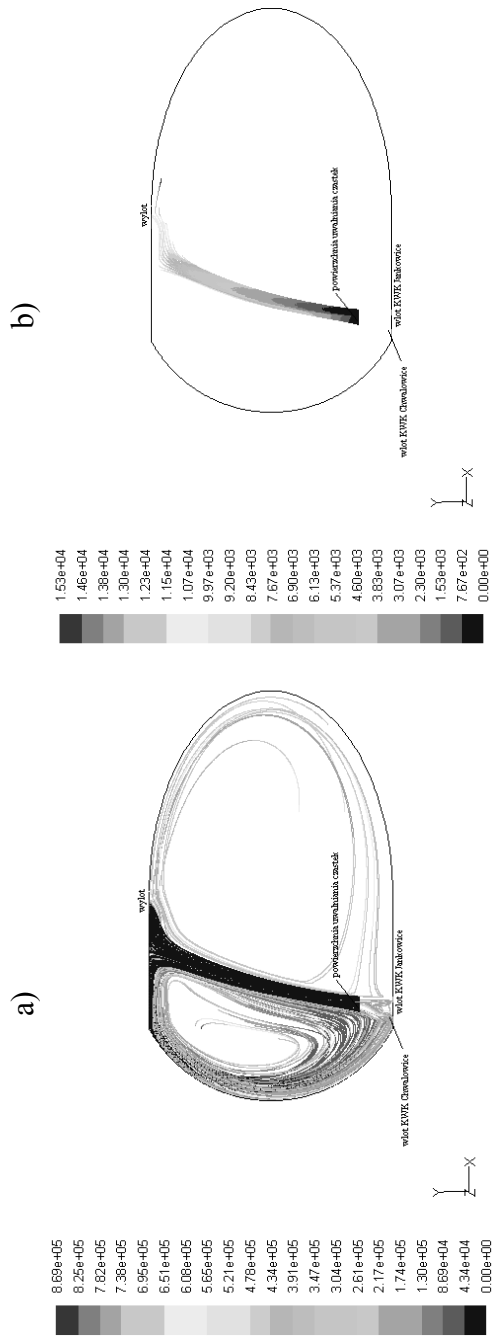 a)
8.69e+05
8.25e+05
7.82e+05
7.38e+05
6.95e+05
6.51e+05
6.08e+05
5.65e+05
5.21e+05
4.78e+05
4.34e+05
3.91e+05
3.47e+05
3.04e+05
2.61e+05
2.17e+05
1.74e+05
1.30e+05
8.69e+04
4.34e+04
0.00e+00
Y
Z
X
wylot
powierzchnia uwalniania czastek
wlot KWK Jankowice
wlot KWK Chwalowice
b)
1.53e+04
1.46e+04
1.38e+04
1.30e+04
1.23e+04
1.15e+04
1.07e+04
9.97e+03
9.20e+03
8.43e+03
7.67e+03
6.90e+03
6.13e+03
5.37e+03
4.60e+03
3.83e+03
3.07e+03
2.30e+03
1.53e+03
7.67e+02
0.00e+00
Y
Z
X
wylot
powierzchnia uwalniania czastek
wlot KWK Jankowice
wlot KWK Chwalowice